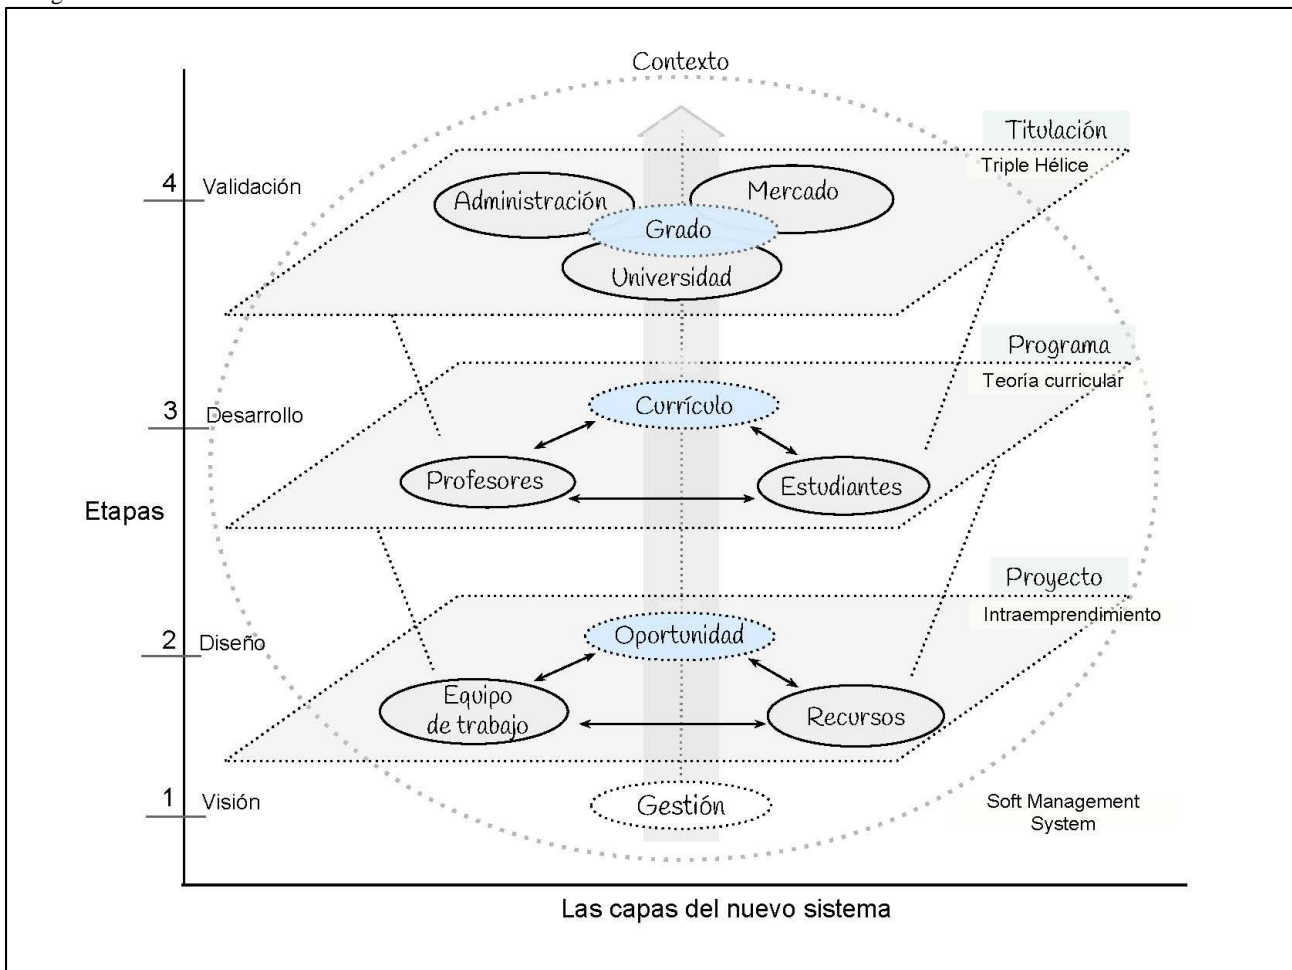 Contexto
Titulación
Triple Hélice
4 Validación
Administración
Mercado
Grado
Universidad
Programa
Teoría curricular
3 Desarrollo
Currículo
Profesores
Estudiantes
Etapas
Proyecto
Intraemprendimiento
2 Diseño
Oportunidad
Equipo
de trabajo
Recursos
1 Visión
Gestión
Soft Management
System
Las capas del nuevo sistema